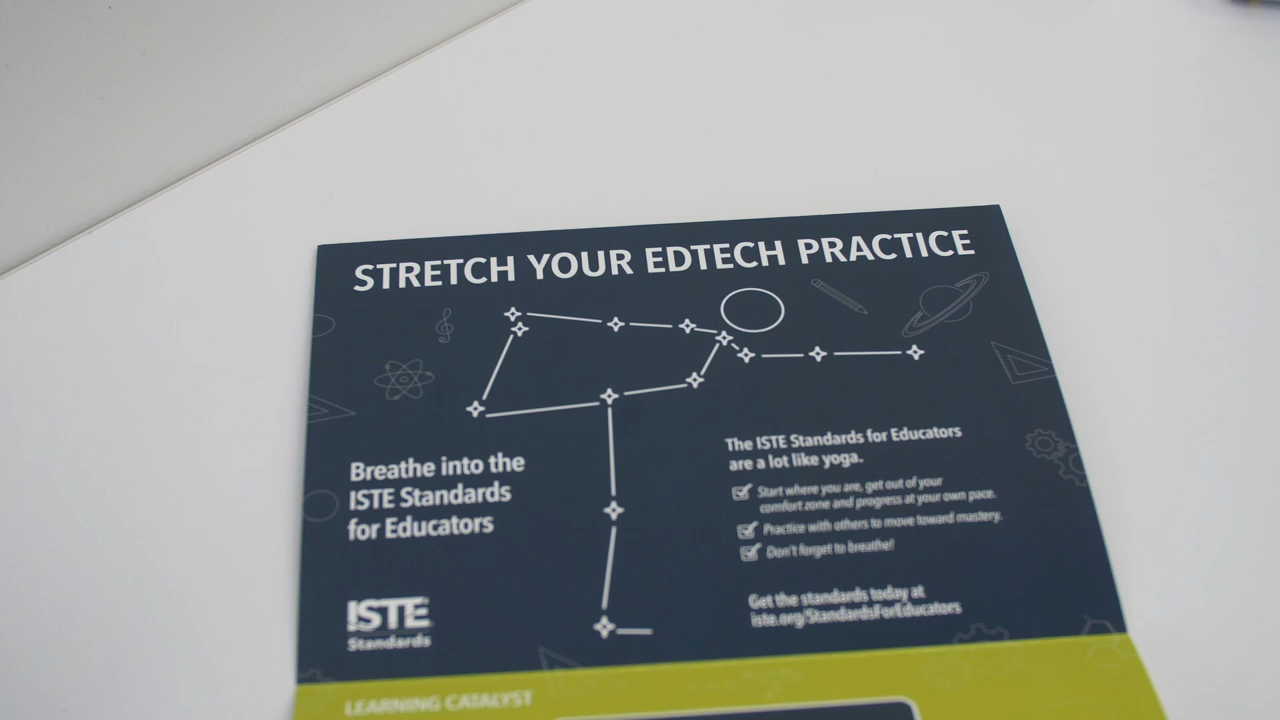 STRETCH YOUR EDTECH PRACTICE
Breathe into the
ISTE Standards
for Educators
ISTE
Standards
The ISTE Standards for Educators
are a lot like yoga.
Start where you are, get out of your
comfort zone and progress at your own pace.
Practice with others to move toward mastery.
Don't forget to breathe!
Get the standards today at
iste.org/StandardsForEducators
LEARNING CATALYST